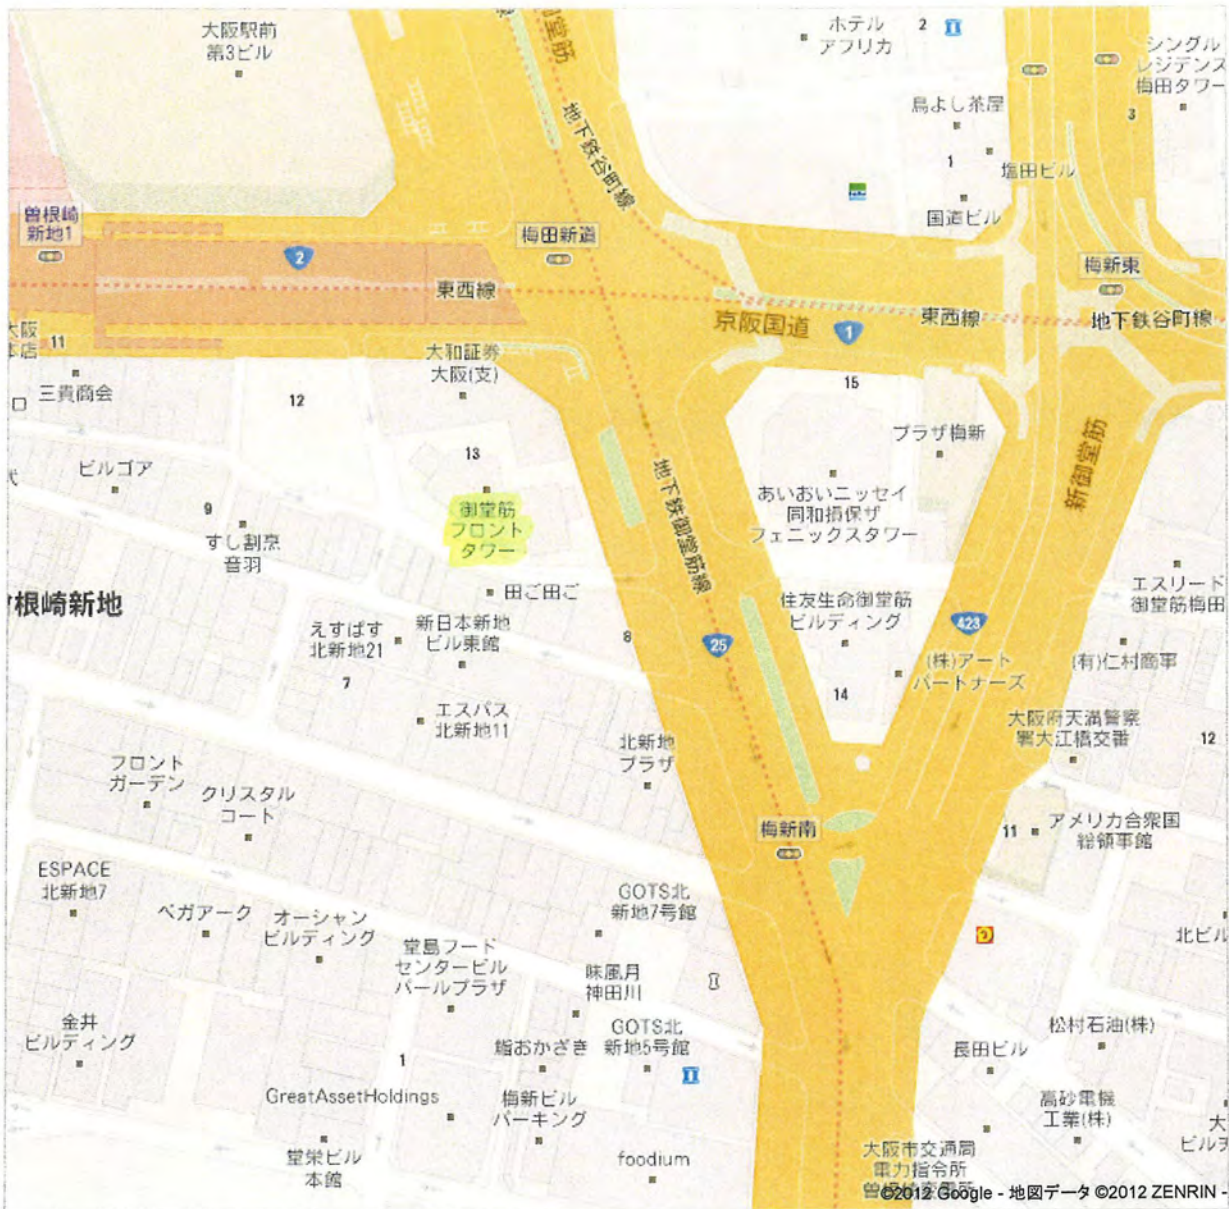 大阪駅前
第3ビル
御堂筋
ホテル
アフリカ
2
シングル
レジデンス
梅田タワー
3
鳥よし茶屋
1
塩田ビル
国道ビル
地下鉄谷町線
曽根崎
新地1
2
梅田新道
梅新東
東西線
京阪国道
1
東西線
地下鉄谷町線
大阪
本店
11
三貴商会
大和証券
大阪(支)
12
15
プラザ梅新
新御堂筋
13
ビルゴア
9
すし割烹
音羽
御堂筋
フロント
タワー
地下鉄御堂筋線
あいおいニッセイ
同和損保ザ
フェニックスタワー
根崎新地
田ご田ご
えすぱす
北新地21
新日本新地
ビル東館
8
25
住友生命御堂筋
ビルディング
423
エスリード
御堂筋梅田
(株)アート
パートナーズ
(有)仁村商事
7
14
エスパス
北新地11
北新地
プラザ
大阪府天満警察
署大江橋交番
12
フロント
ガーデン
クリスタル
コート
梅新南
11
アメリカ合衆国
総領事館
ESPACE
北新地7
ベガアーク
オーシャン
ビルディング
GOTS北
新地7号館
北ビル
堂島フード
センタービル
パールプラザ
味風月
神田川
金井
ビルディング
1
鮨おかざき
GOTS北
新地5号館
松村石油(株)
長田ビル
GreatAssetHoldings
梅新ビル
パーキング
高砂電機
工業(株)
大
ビルヂ
堂栄ビル
本館
foodium
大阪市交通局
電力指令所
曽根崎変電所
©2012 Google - 地図データ ©2012 ZENRIN -